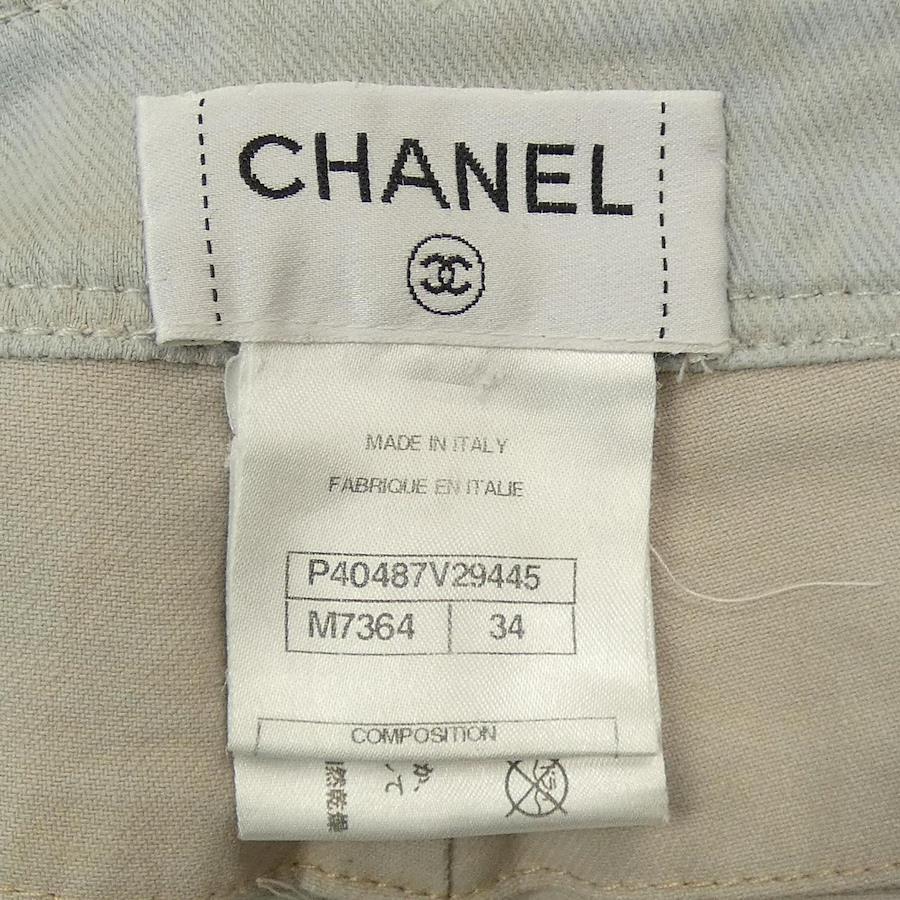 CHANEL
MADE IN ITALY
FABRIQUE EN ITALIE
P40487V29445
M7364 34
COMPOSITION